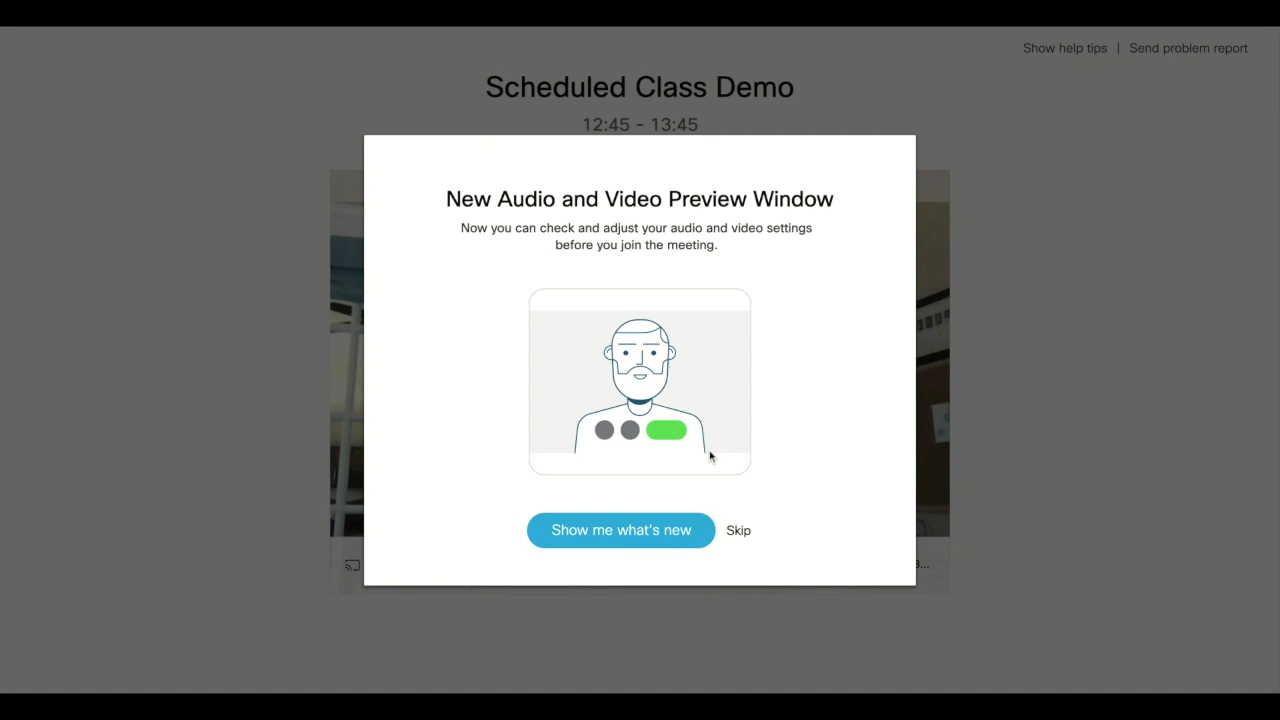 Show help tips | Send problem report
Scheduled Class Demo
12:45 - 13:45
New Audio and Video Preview Window
Now you can check and adjust your audio and video settings
before you join the meeting.
Show me what's new
Skip